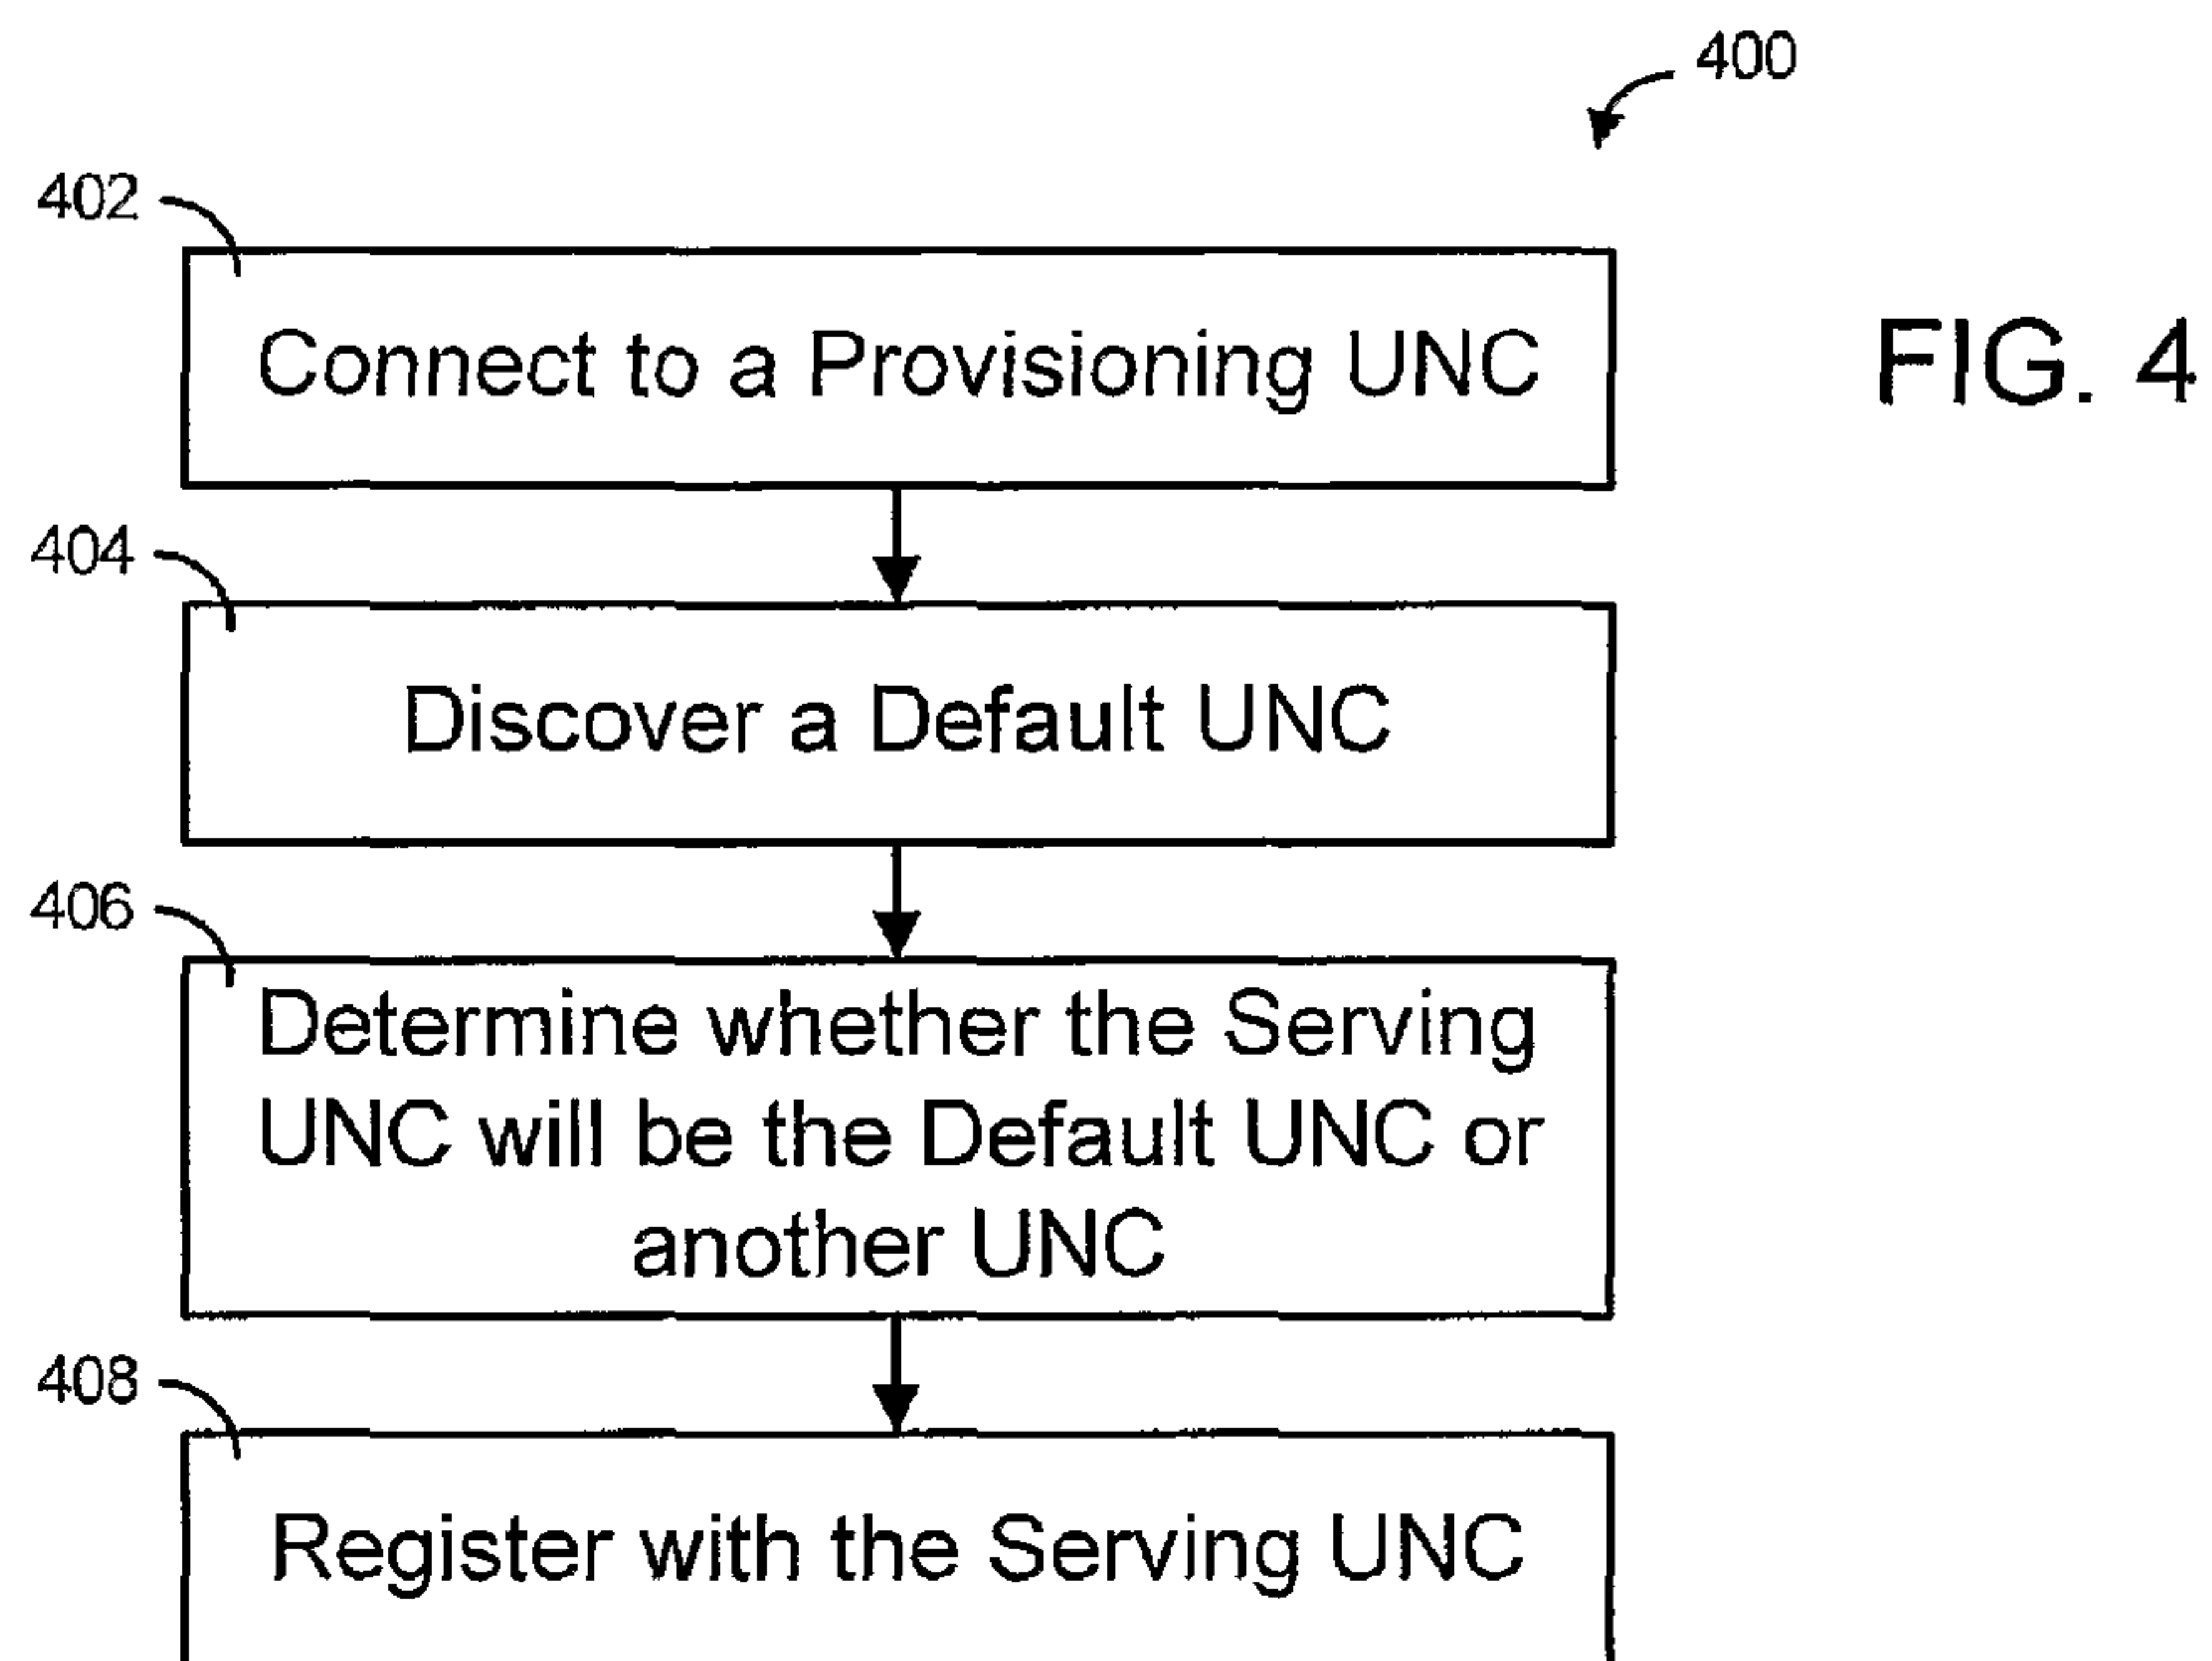 400
402
Connect to a Provisioning UNC
FIG. 4
404
Discover a Default UNC
406
Determine whether the Serving
UNC will be the Default UNC or
another UNC
408
Register with the Serving UNC